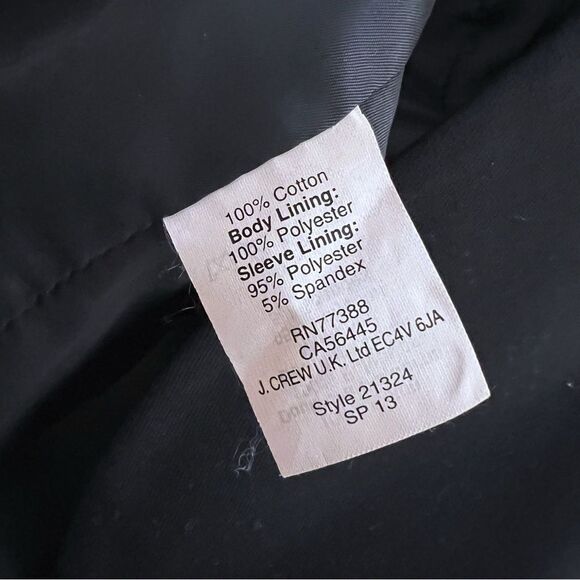 100% Cotton
Body Lining:
100% Polyester
Sleeve Lining:
95% Polyester
5% Spandex
RN77388
CA56445
J. CREW U.K. Ltd EC4V 6JA
Style 21324
SP 13